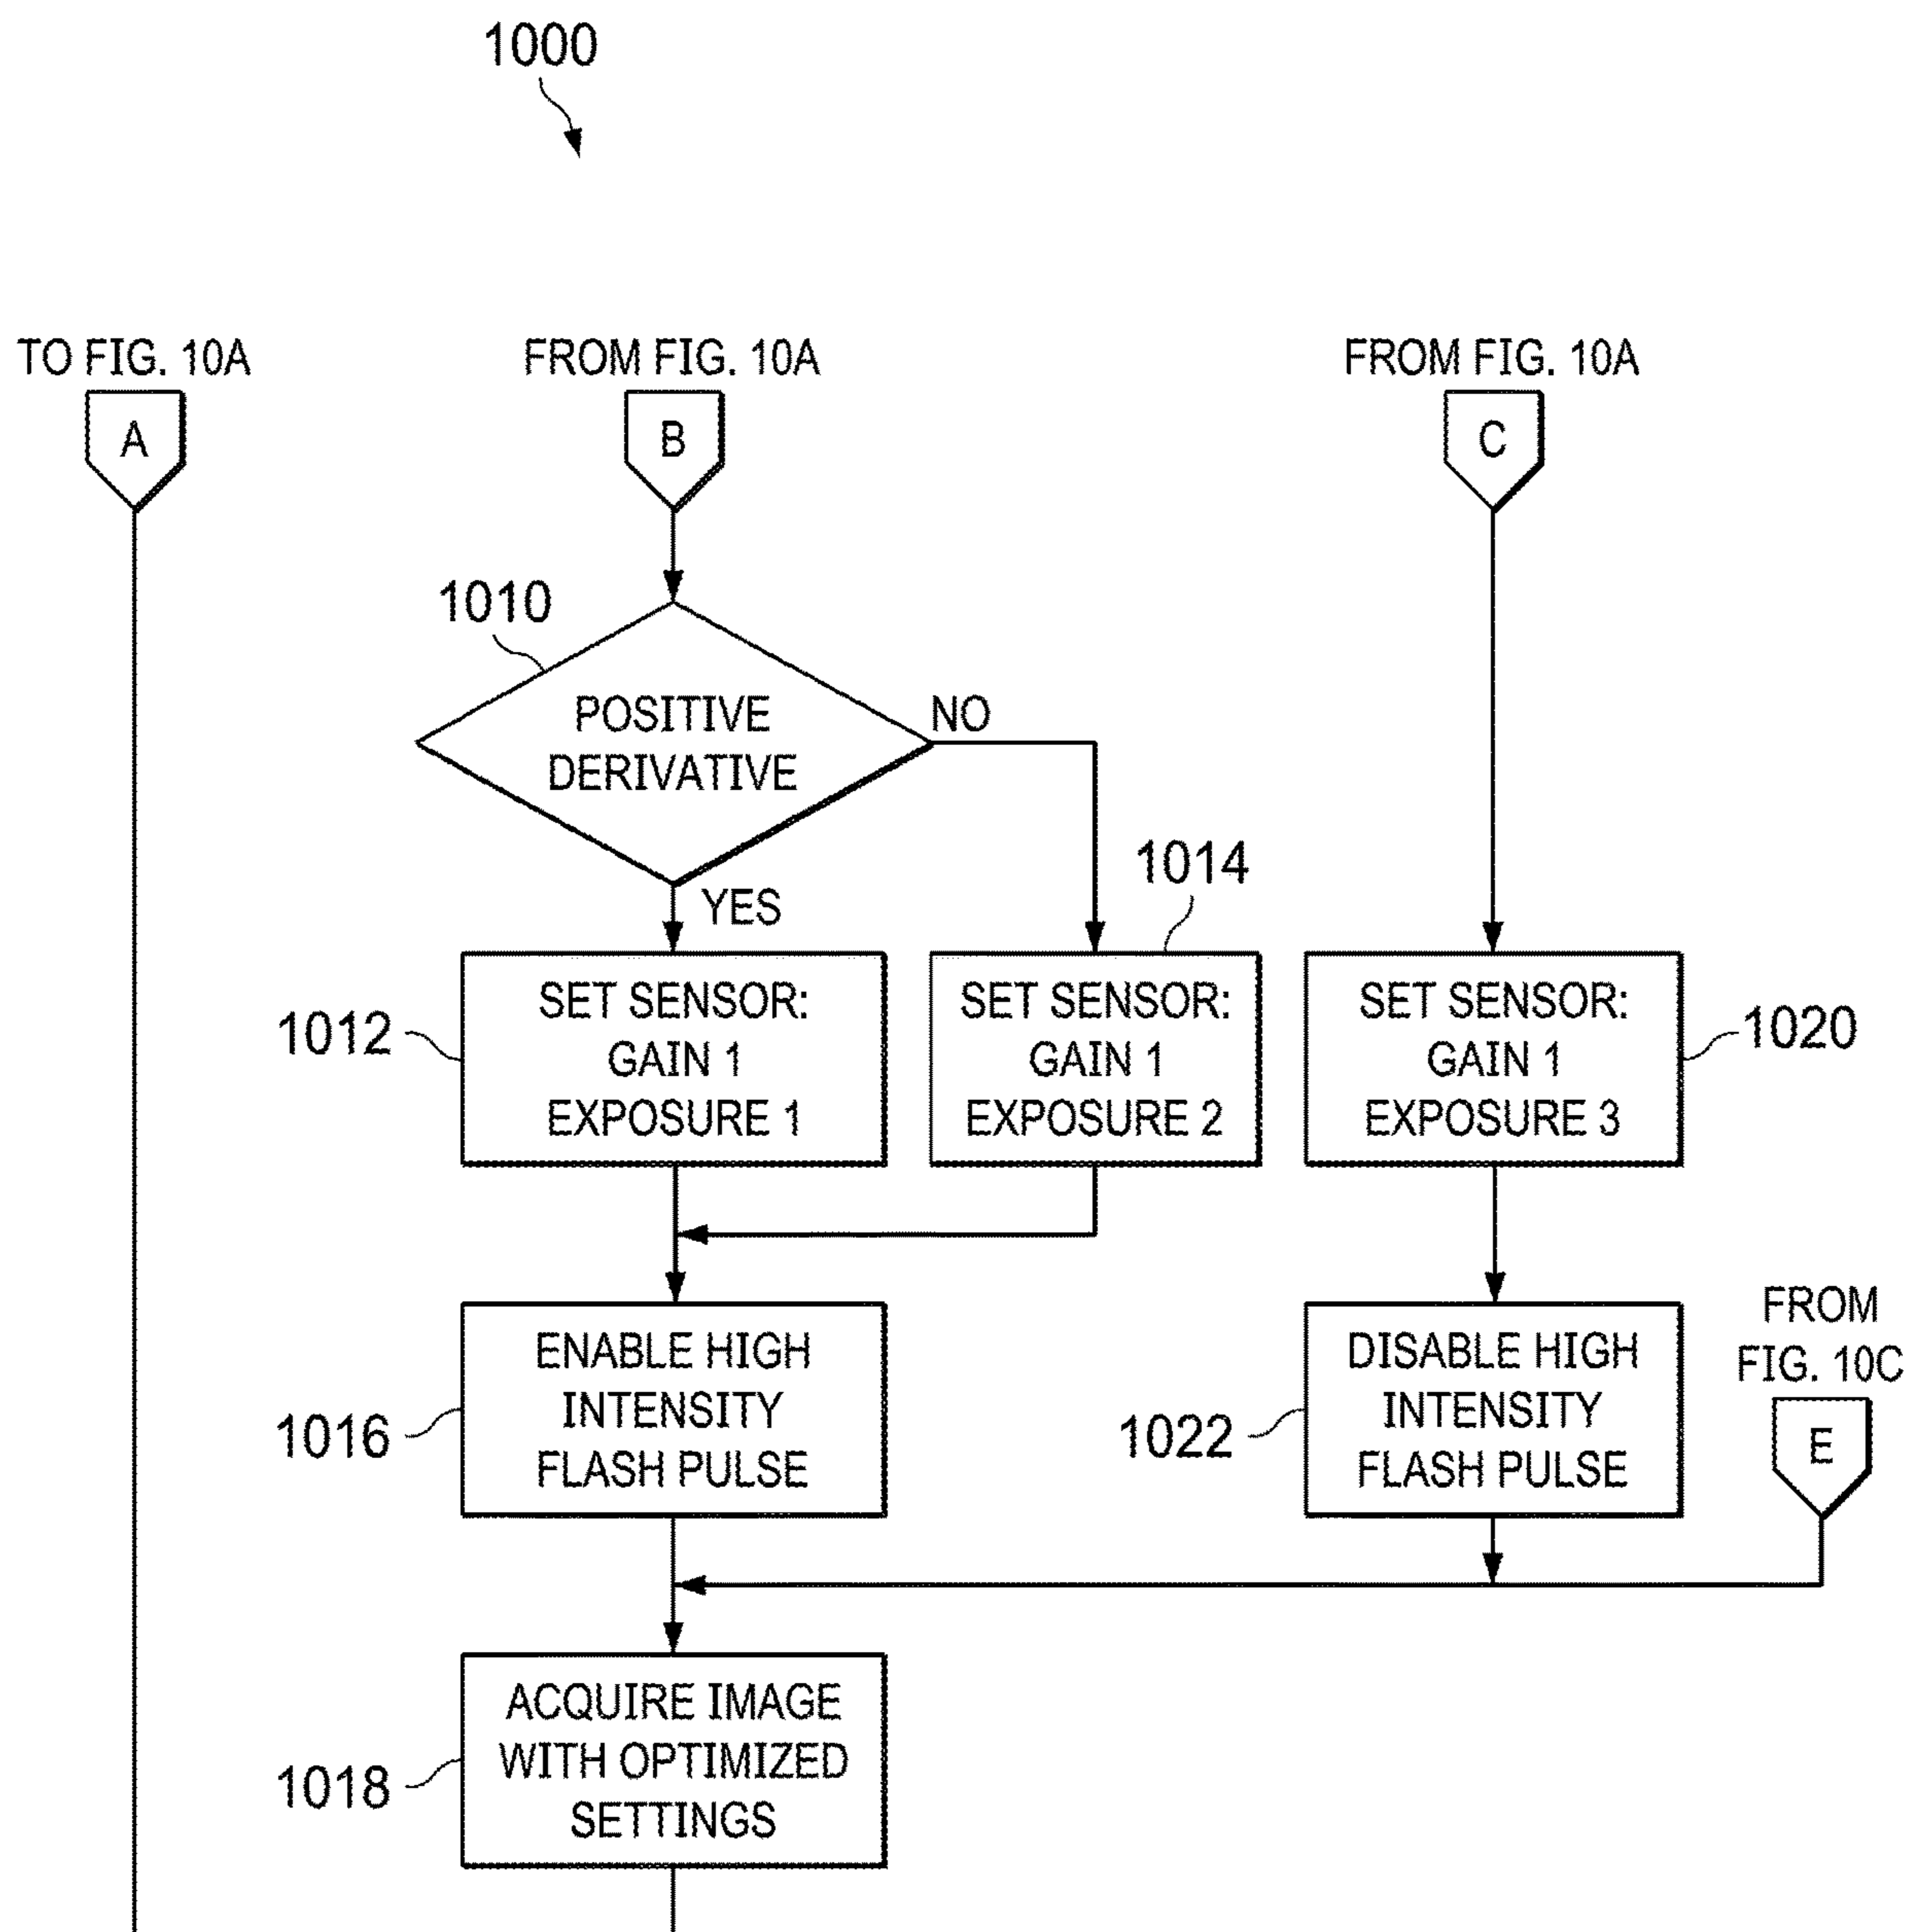 1000
TO FIG. 10A
FROM FIG. 10A
FROM FIG. 10A
A
B
C
1010
POSITIVE
DERIVATIVE
NO
YES
1014
1012
SET SENSOR:
GAIN 1
EXPOSURE 1
SET SENSOR:
GAIN 1
EXPOSURE 2
SET SENSOR:
GAIN 1
EXPOSURE 3
1020
1016
ENABLE HIGH
INTENSITY
FLASH PULSE
1022
DISABLE HIGH
INTENSITY
FLASH PULSE
FROM
FIG. 10C
E
1018
ACQUIRE IMAGE
WITH OPTIMIZED
SETTINGS